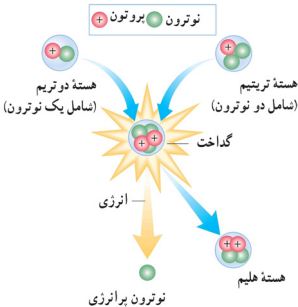 نوترون پروتون +
هستهٔ تریتیم
(شامل دو نوترون)
هستهٔ دوتریم
(شامل یک نوترون)
گداخت
انرژی
هستهٔ هلیم
نوترون پرانرژی